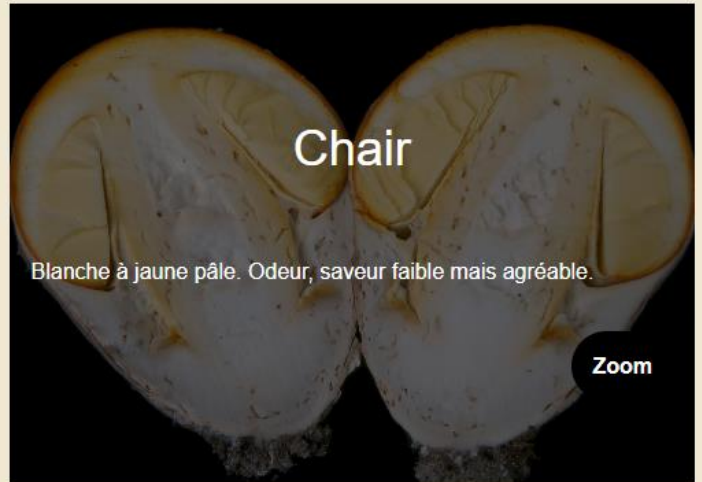 Chair
Blanche à jaune pâle. Odeur, saveur faible mais agréable.
Zoom